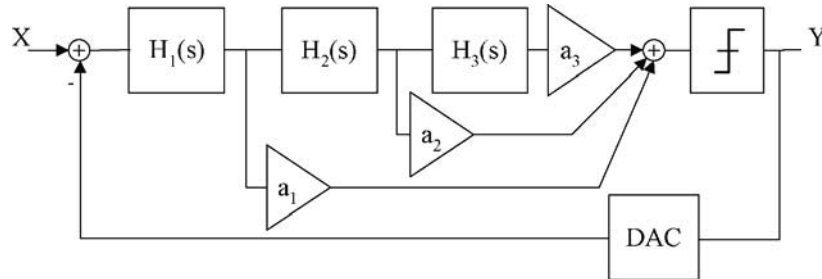 X
H₁(s)
H₂(s)
H₃(s)
a₃
Y
-
a₂
a₁
DAC